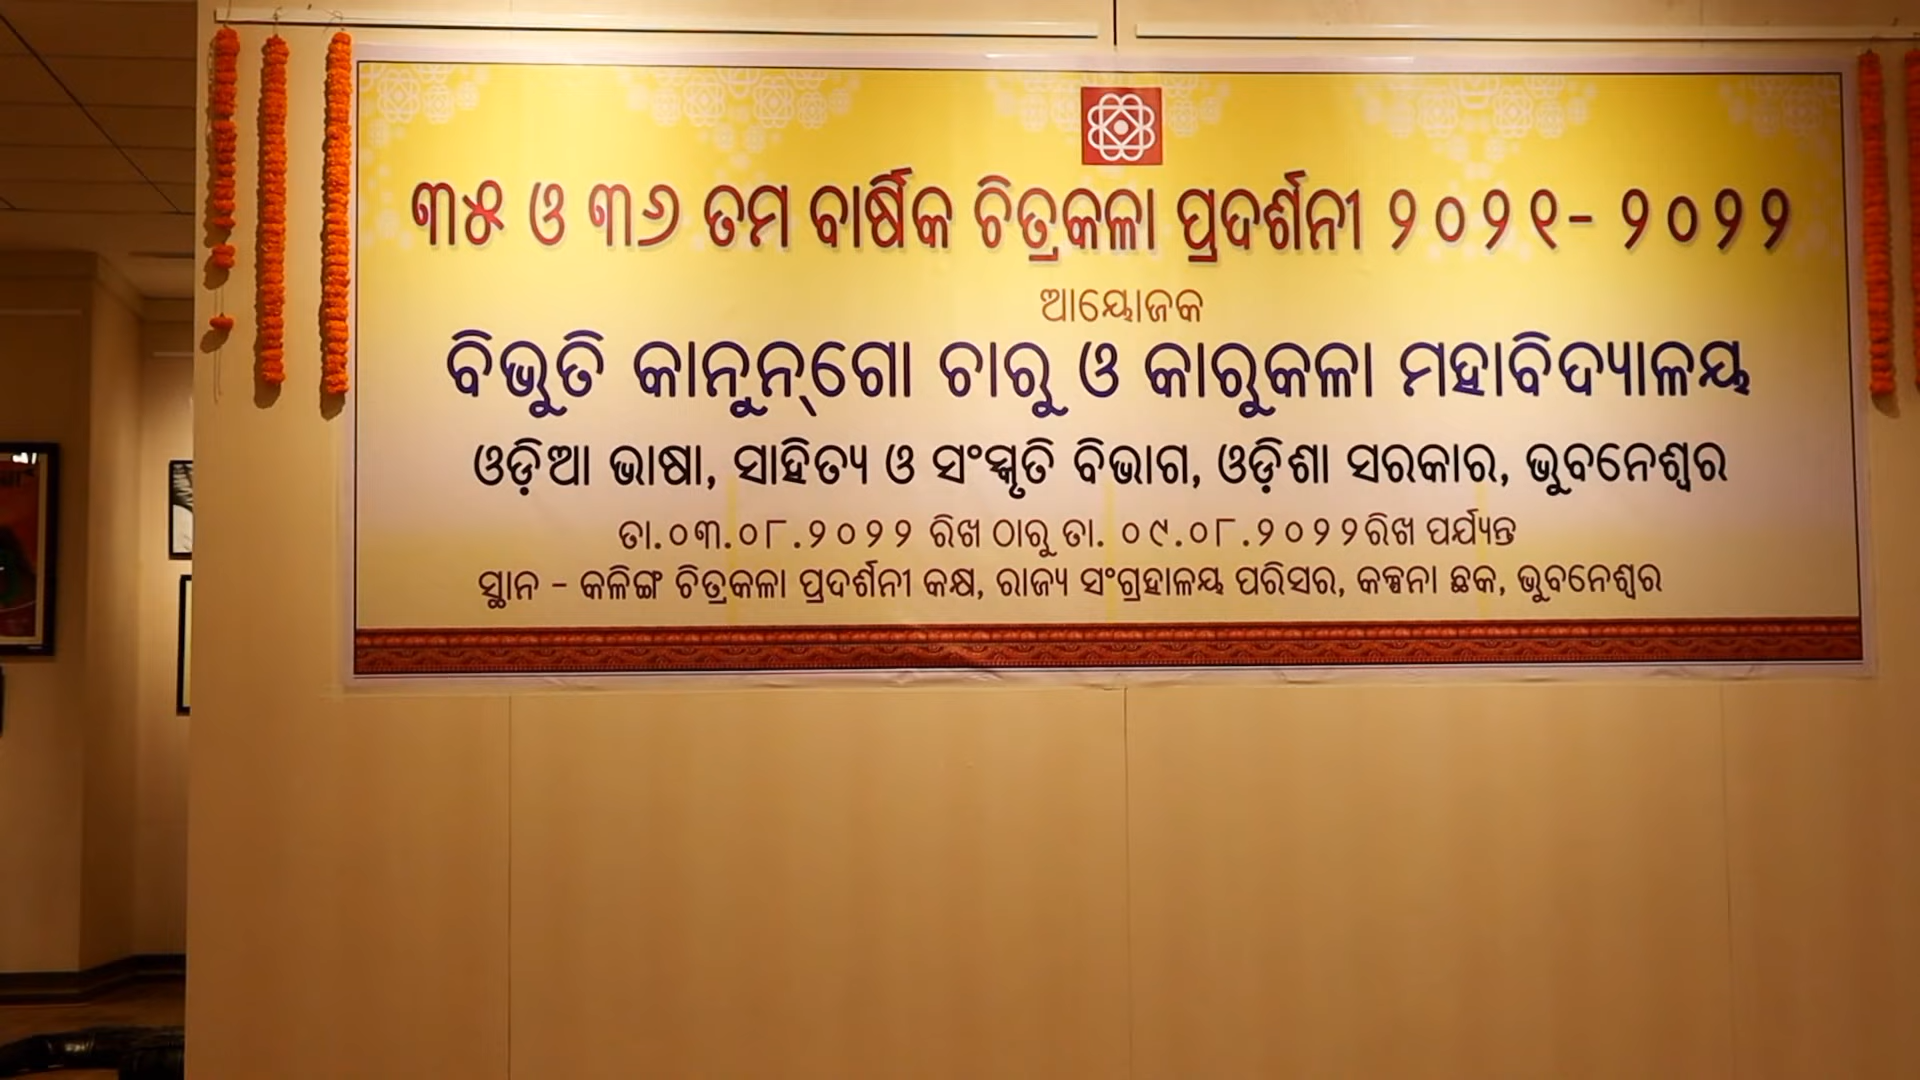 ୩୫ ଓ ୩୬ ତମ ବାର୍ଷିକ ଚିତ୍ରକଳା ପ୍ରଦର୍ଶନୀ ୨୦୨୧- ୨୦୨୨
ଆୟୋଜକ
ବିଭୁତି କାନୁନ୍‌ଗୋ ଚାରୁ ଓ କାରୁକଳା ମହାବିଦ୍ୟାଳୟ
ଓଡ଼ିଆ ଭାଷା, ସାହିତ୍ୟ ଓ ସଂସ୍କୃତି ବିଭାଗ, ଓଡ଼ିଶା ସରକାର, ଭୁବନେଶ୍ୱର
ତା.୦୩.୦୮.୨୦୨୨ ରିଖ ଠାରୁ ତା. ୦୯.୦୮.୨୦୨୨ରିଖ ପର୍ଯ୍ୟନ୍ତ
ସ୍ଥାନ - କଳିଙ୍ଗ ଚିତ୍ରକଳା ପ୍ରଦର୍ଶନୀ କକ୍ଷ, ରାଜ୍ୟ ସଂଗ୍ରହାଳୟ ପରିସର, କଳ୍ପନା ଛକ, ଭୁବନେଶ୍ୱର